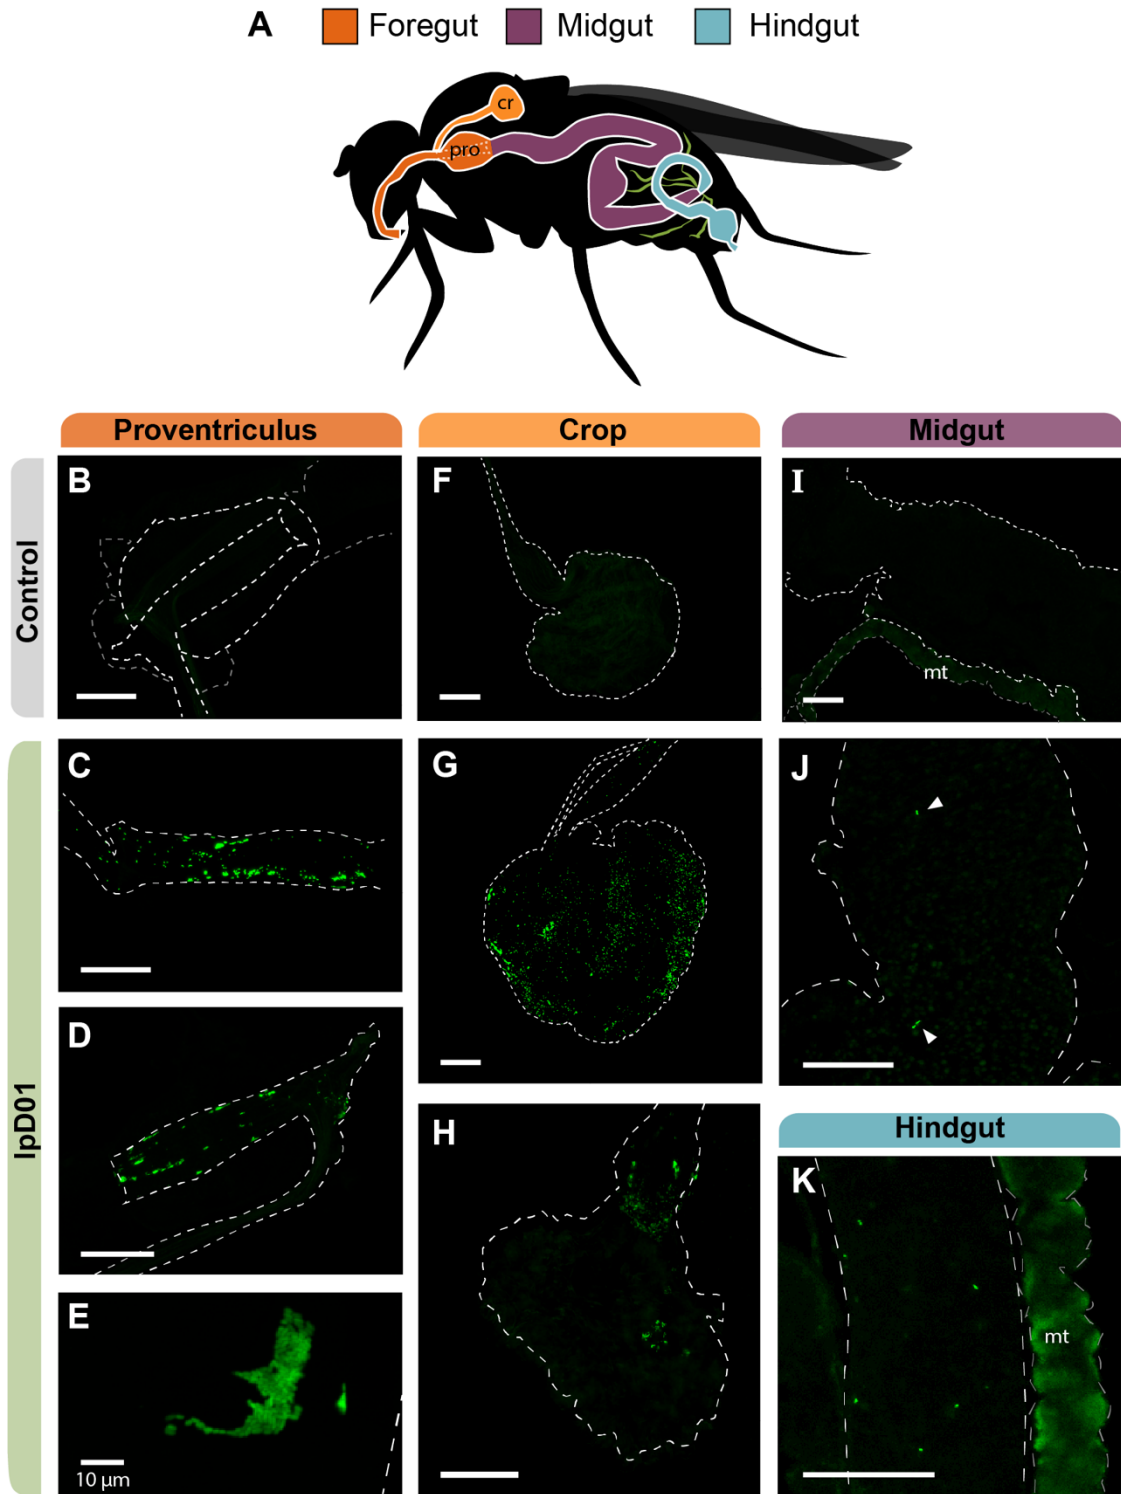 A Foregut Midgut Hindgut
cr
pro
Proventriculus Crop Midgut
Control
B F I
mt
IpD01
C G J
D
H
Hindgut
K
E
mt
10 µm